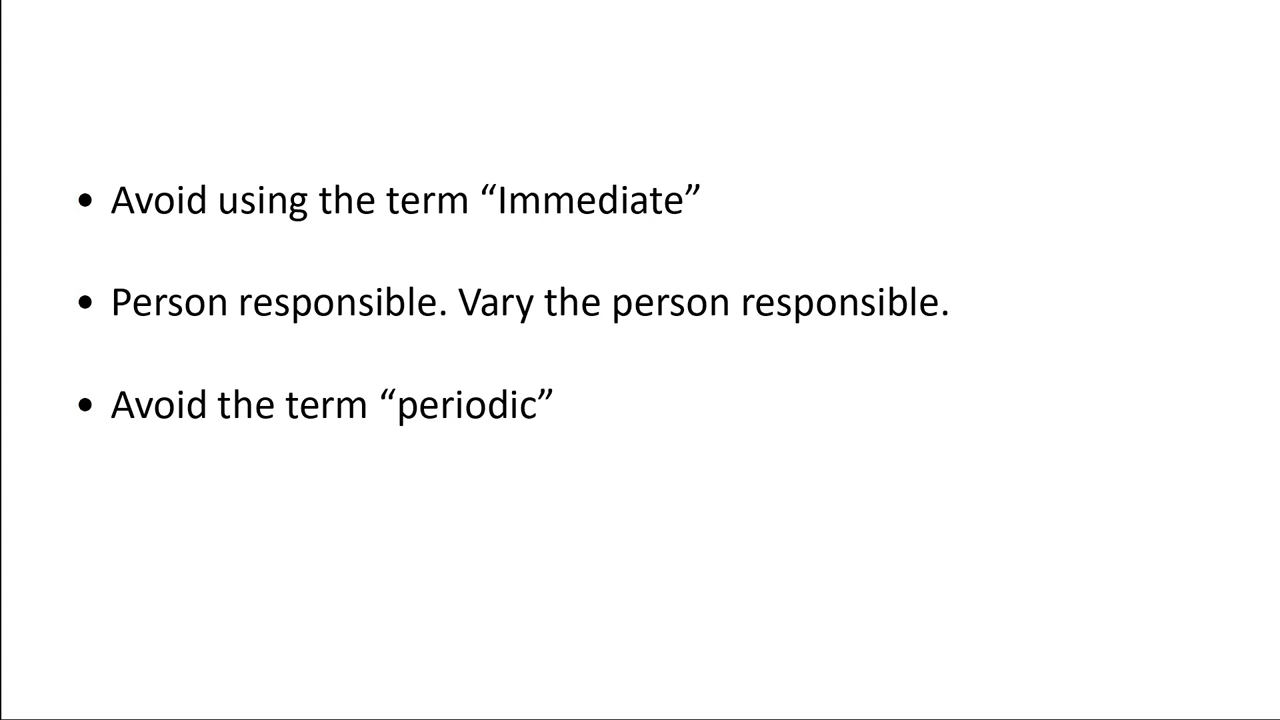 • Avoid using the term “Immediate”
• Person responsible. Vary the person responsible.
• Avoid the term “periodic”